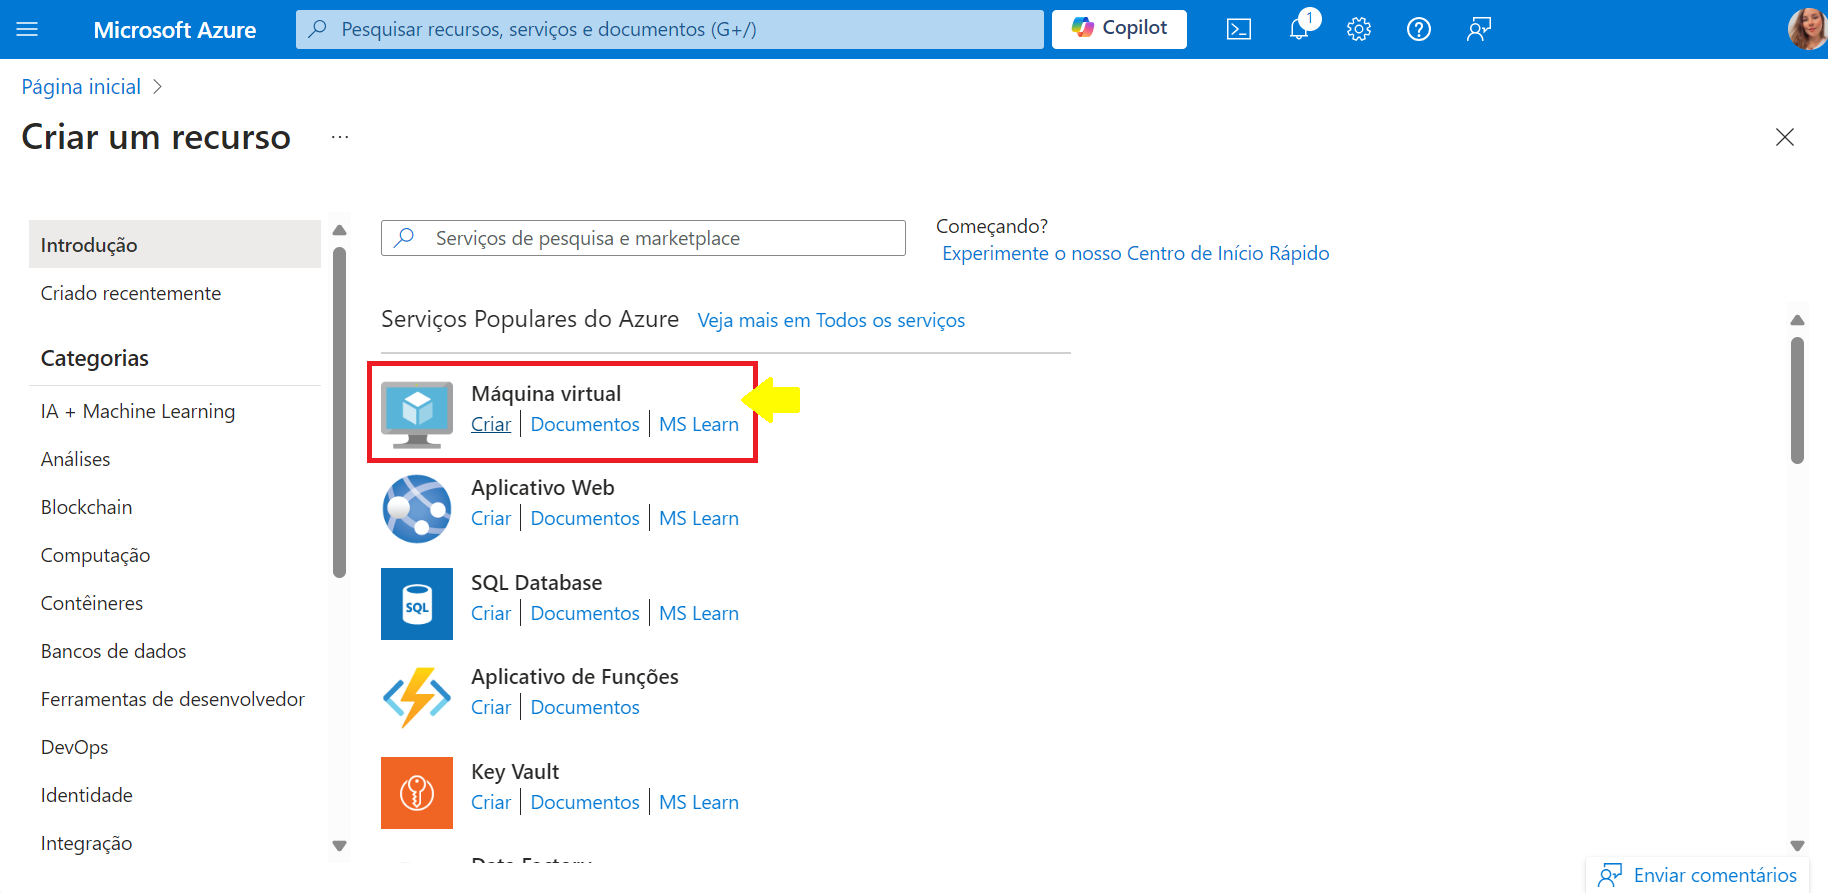 Microsoft Azure
Pesquisar recursos, serviços e documentos (G+/)
Copilot
1
Página inicial
Criar um recurso
...
Introdução
Criado recentemente
Categorias
IA + Machine Learning
Análises
Blockchain
Computação
Contêineres
Bancos de dados
Ferramentas de desenvolvedor
DevOps
Identidade
Integração
Serviços de pesquisa e marketplace
Começando?
Experimente o nosso Centro de Início Rápido
Serviços Populares do Azure Veja mais em Todos os serviços
Máquina virtual
Criar | Documentos | MS Learn
Aplicativo Web
Criar | Documentos | MS Learn
SQL
SQL Database
Criar | Documentos | MS Learn
Aplicativo de Funções
Criar | Documentos
Key Vault
Criar | Documentos | MS Learn
Data Factory
Enviar comentários